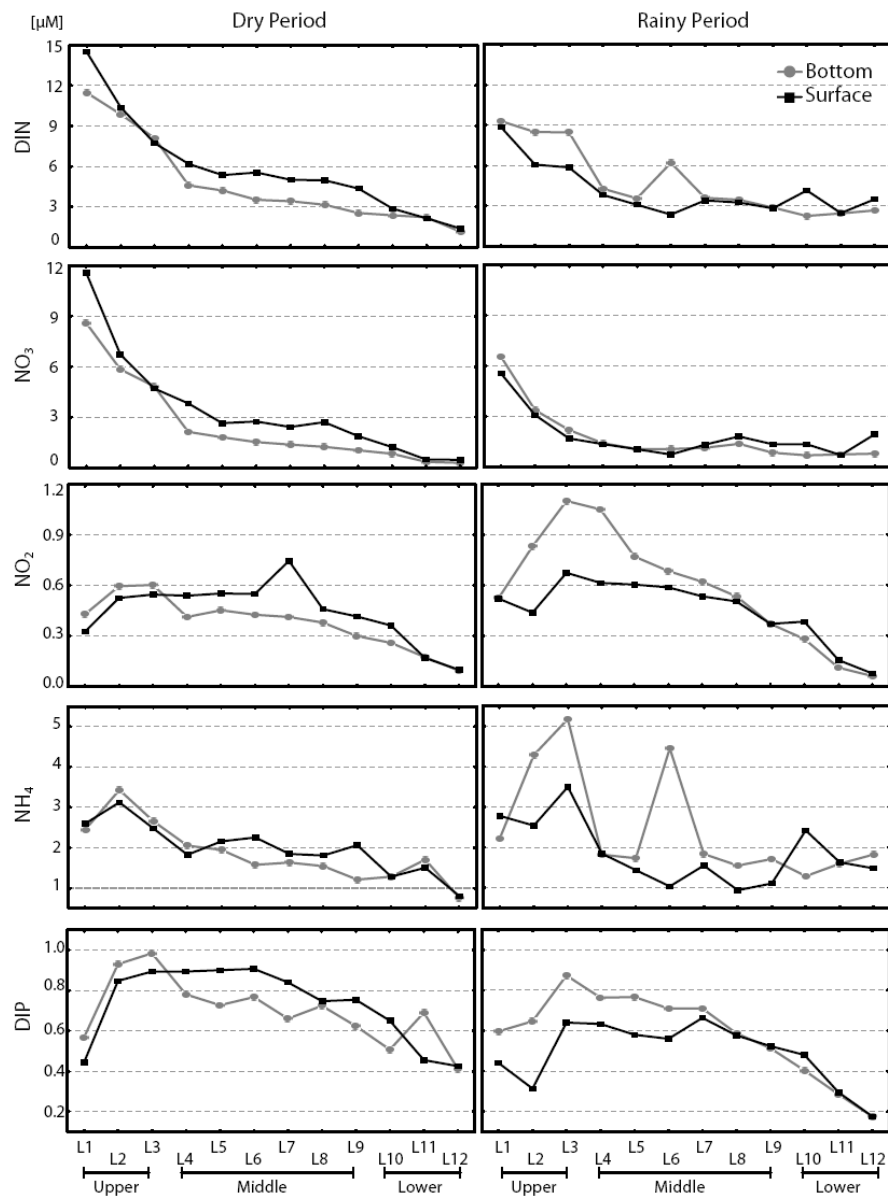 [µM]
Dry Period
Rainy Period
Bottom
Surface
DIN
15
12
9
6
3
0
NO3
12
9
6
3
0
NO2
1.2
0.9
0.6
0.3
0.0
NH4
5
4
3
2
1
DIP
1.0
0.8
0.6
0.4
0.2
L1 L2 L3 L4 L5 L6 L7 L8 L9 L10 L11 L12
Upper Middle Lower
L1 L2 L3 L4 L5 L6 L7 L8 L9 L10 L11 L12
Upper Middle Lower